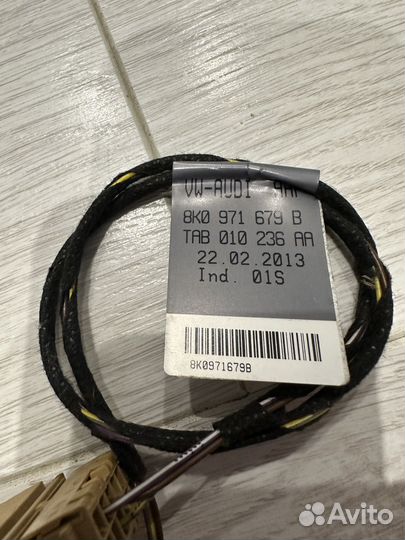 VW-AUDI
8K0 971 679 B
TAB 010 236 AA
22.02.2013
Ind. 01S
8K0971679B
Avito